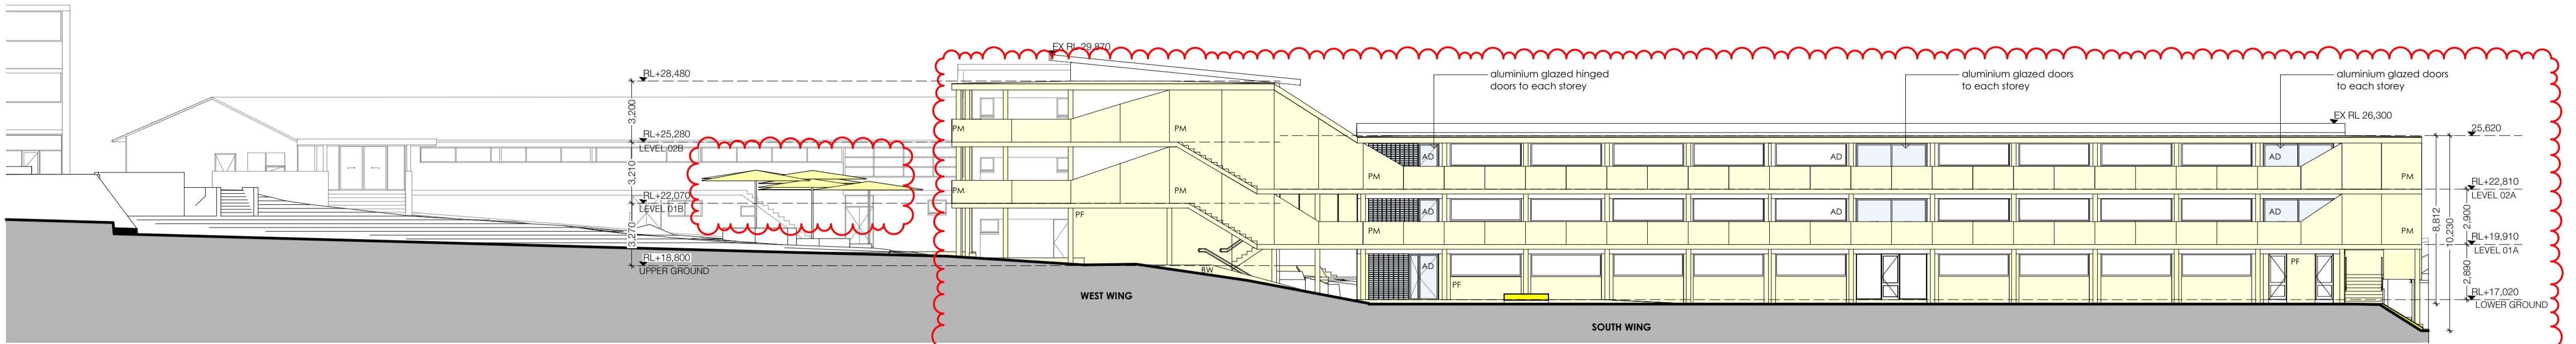 EX RL 29,870
RL+28,480
3,200
RL+25,280
LEVEL 02B
3,210
RL+22,070
LEVEL 01B
3,270
RL+18,800
UPPER GROUND
PM
PM
PM
PM
PF
BW
WEST WING
aluminium glazed hinged
doors to each storey
aluminium glazed doors
to each storey
aluminium glazed doors
to each storey
EX RL 26,300
25,620
AD
AD
AD
PM
PM
RL+22,810
LEVEL 02A
AD
AD
AD
PM
PM
8,812
10,230
2,900
RL+19,910
LEVEL 01A
AD
PF
PF
2,890
RL+17,020
LOWER GROUND
SOUTH WING